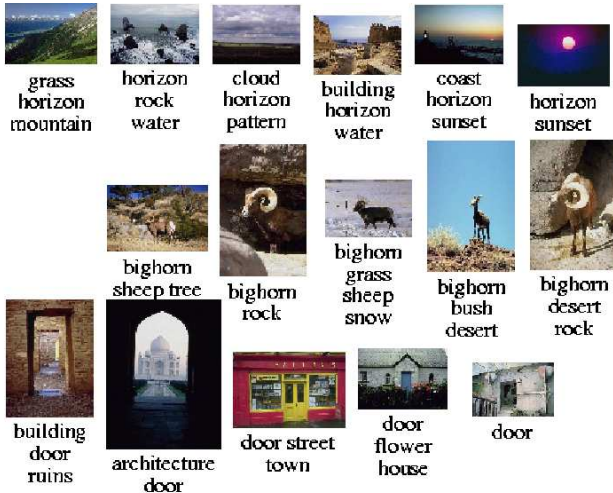 grass
horizon
mountain
horizon
rock
water
cloud
horizon
pattern
building
horizon
water
coast
horizon
sunset
horizon
sunset
bighorn
sheep tree
bighorn
rock
bighorn
grass
sheep
snow
bighorn
bush
desert
bighorn
desert
rock
building
door
ruins
architecture
door
door street
town
door
flower
house
door